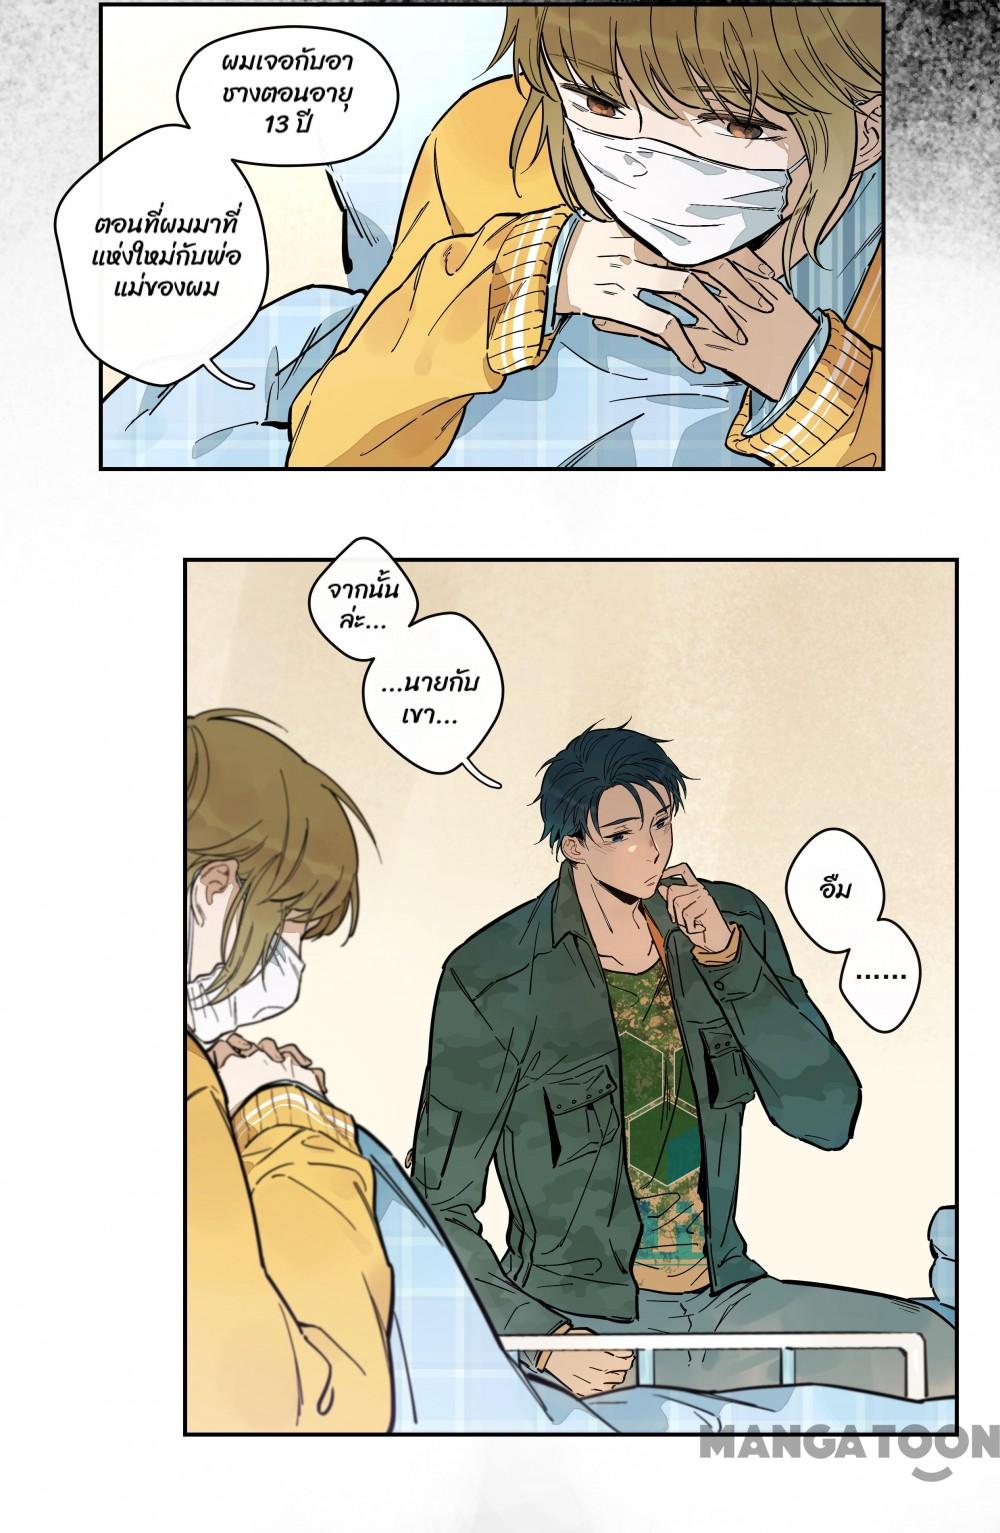 ผมเจอกับอา
ชางตอนอายุ
13 ปี
ตอนที่ผมมาที่
แห่งใหม่กับพ่อ
แม่ของผม
จากนั้น
ล่ะ...
...นายกับ
เขา...
อืม
......
MANGATOON